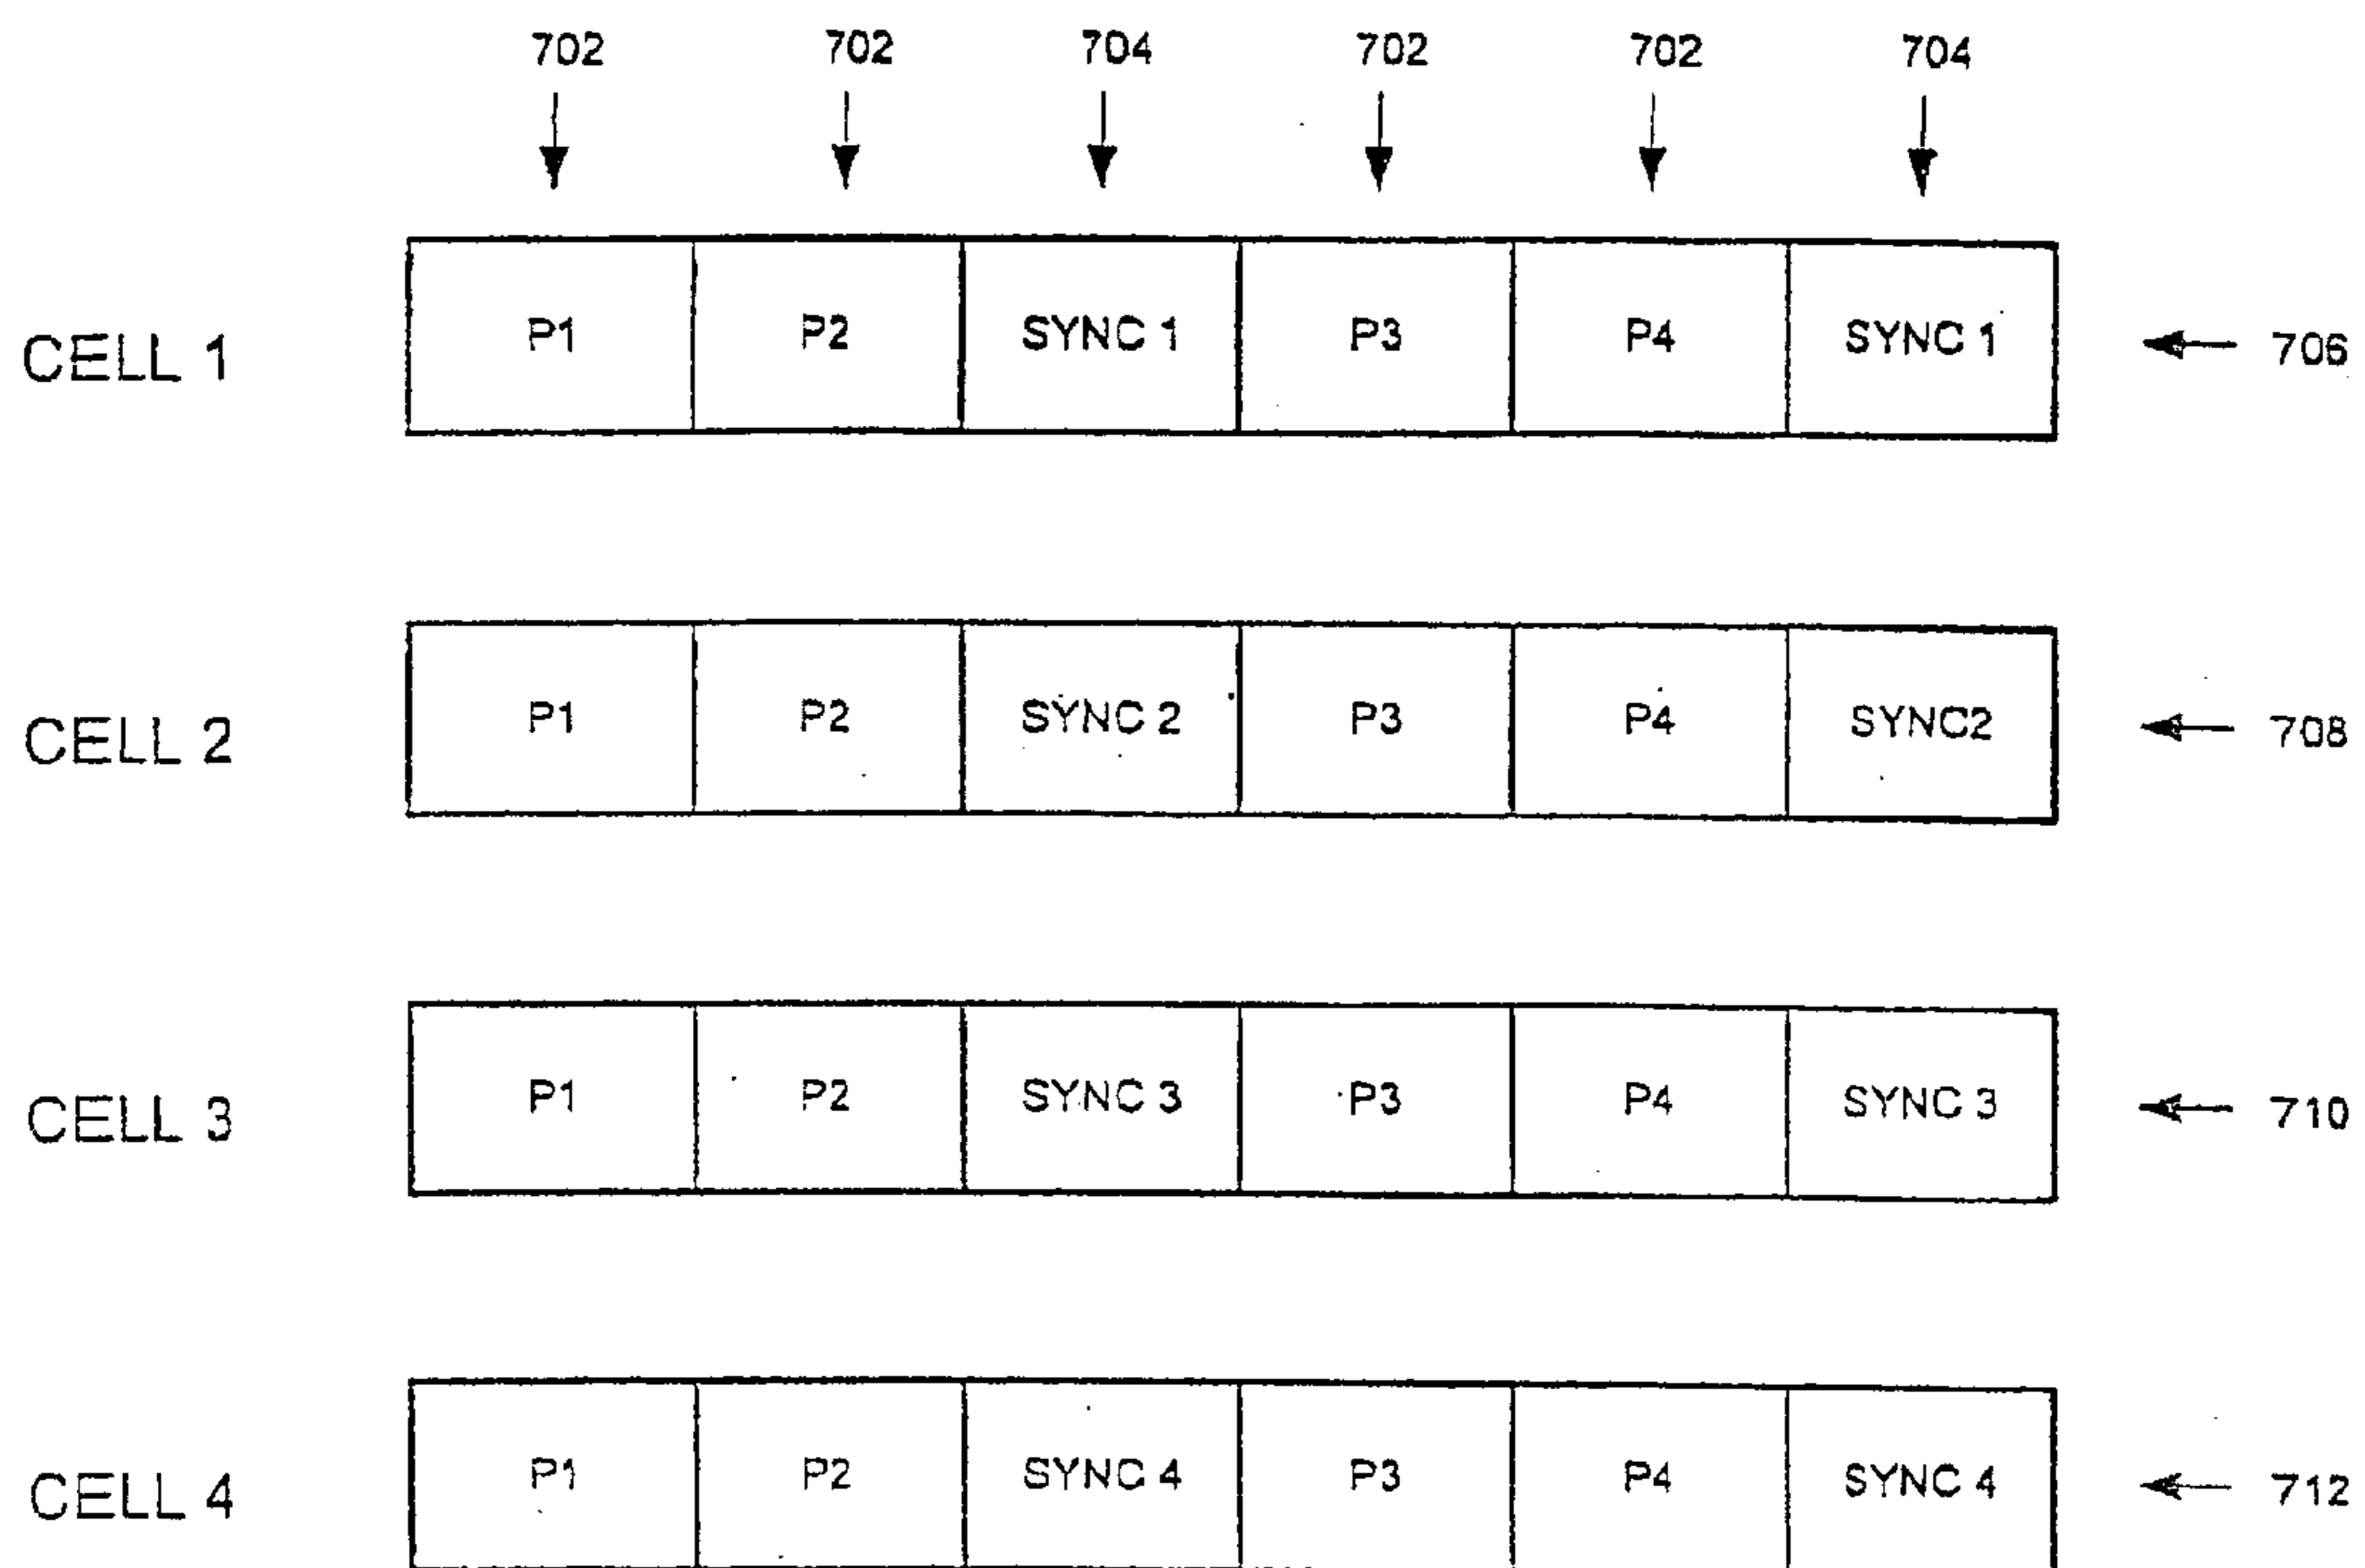 702 702 704 702 702 704
CELL 1 P1 P2 SYNC 1 P3 P4 SYNC 1 706
CELL 2 P1 P2 SYNC 2 P3 P4 SYNC2 708
CELL 3 P1 P2 SYNC 3 P3 P4 SYNC 3 710
CELL 4 P1 P2 SYNC 4 P3 P4 SYNC 4 712